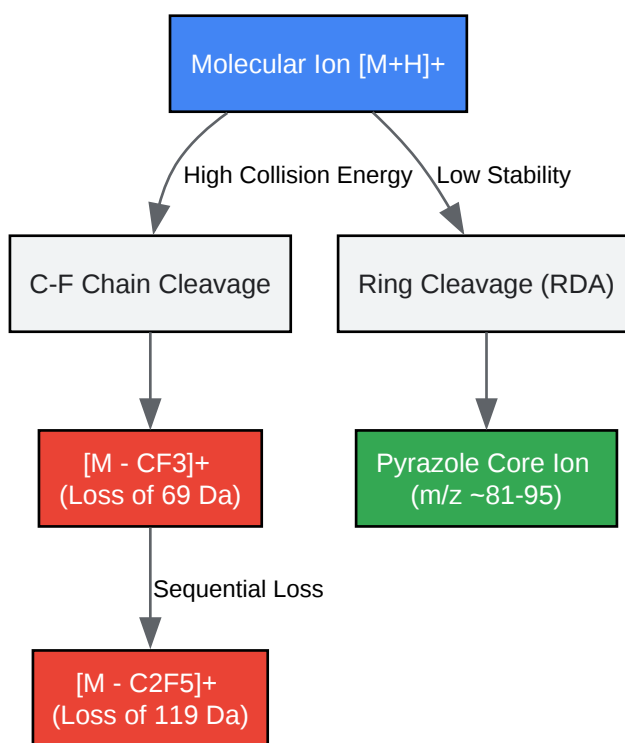 Molecular Ion [M+H]+
High Collision Energy
Low Stability
C-F Chain Cleavage
Ring Cleavage (RDA)
[M - CF3]+
(Loss of 69 Da)
Pyrazole Core Ion
(m/z ~81-95)
Sequential Loss
[M - C2F5]+
(Loss of 119 Da)